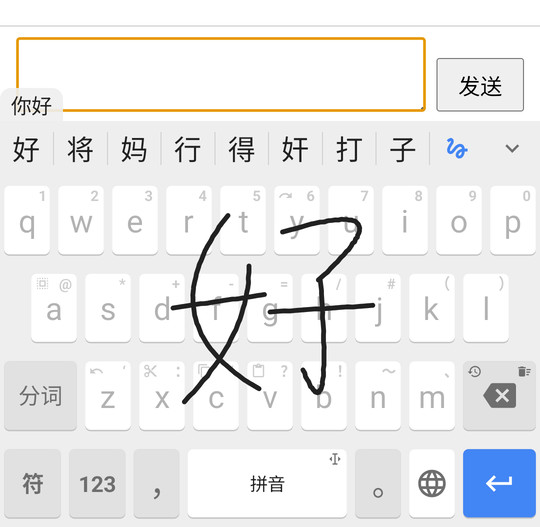 发送
你好
好 将 妈 行 得 奸 打 子
1 2 3 4 5 6 7 8 9 0
q w e r t y u i o p
@ * + - = / # ( )
a s d f g h j k l
: ? ! ～ 、
分词 z x c v b n m
符 123 ， 拼音 。
好